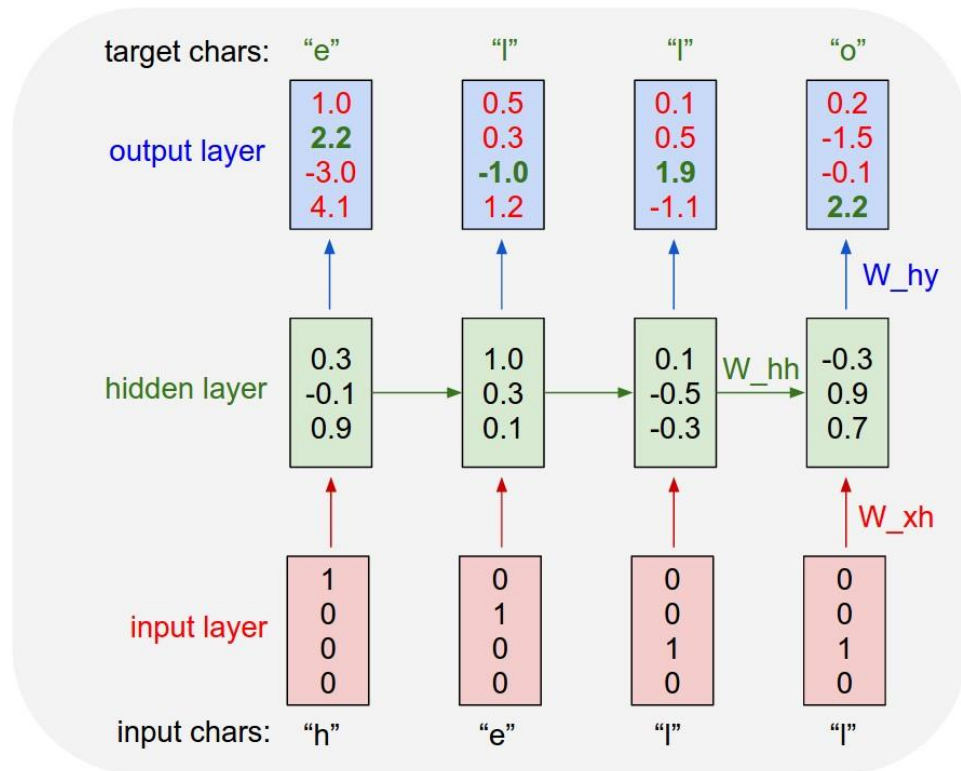 target chars: “e” “l” “l” “o”
1.0 0.5 0.1 0.2
2.2 0.3 0.5 -1.5
output layer
-3.0 -1.0 1.9 -0.1
4.1 1.2 -1.1 2.2
W_hy
0.3 1.0 0.1 -0.3
W_hh
hidden layer
-0.1 0.3 -0.5 0.9
0.9 0.1 -0.3 0.7
W_xh
1 0 0 0
0 1 0 0
input layer
0 0 1 1
0 0 0 0
input chars: “h” “e” “l” “l”